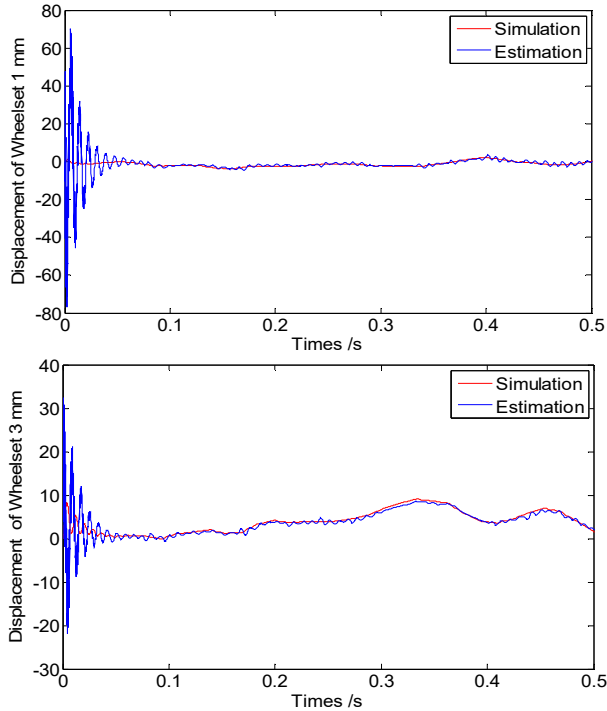 80
60
40
20
0
-20
-40
-60
-80
Displacement of Wheelset 1 mm
Simulation
Estimation
0 0.1 0.2 0.3 0.4 0.5
Times /s
40
30
20
10
0
-10
-20
-30
Displacement of Wheelset 3 mm
Simulation
Estimation
0 0.1 0.2 0.3 0.4 0.5
Times /s